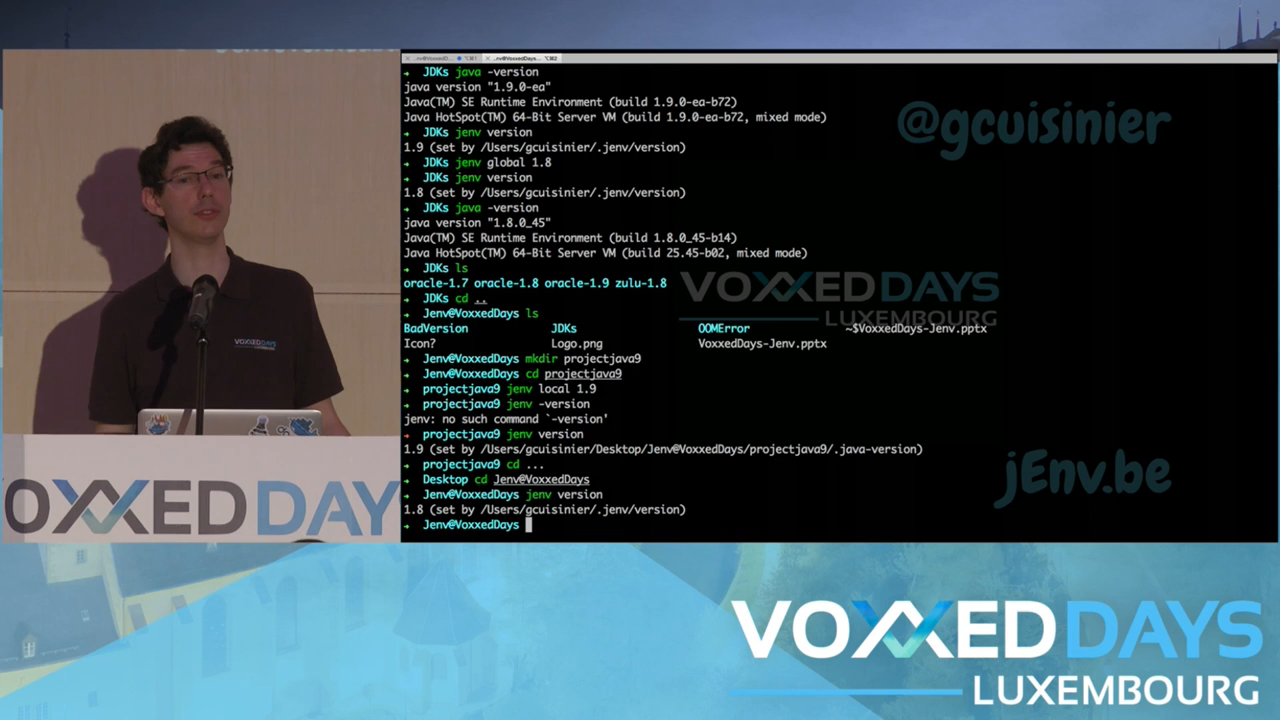 JDKs java -version
java version "1.9.0-ea"
Java(TM) SE Runtime Environment (build 1.9.0-ea-b72)
Java HotSpot(TM) 64-Bit Server VM (build 1.9.0-ea-b72, mixed mode)
JDKs jenv version
1.9 (set by /Users/gcuisinier/.jenv/version)
JDKs jenv global 1.8
JDKs jenv version
1.8 (set by /Users/gcuisinier/.jenv/version)
JDKs java -version
java version "1.8.0_45"
Java(TM) SE Runtime Environment (build 1.8.0_45-b14)
Java HotSpot(TM) 64-Bit Server VM (build 25.45-b02, mixed mode)
JDKs ls
oracle-1.7 oracle-1.8 oracle-1.9 zulu-1.8
JDKs cd ..
Jenv@VoxxedDays ls
BadVersion JDKs OOMError ~$VoxxedDays-Jenv.pptx
Icon? Logo.png VoxxedDays-Jenv.pptx
Jenv@VoxxedDays mkdir projectjava9
Jenv@VoxxedDays cd projectjava9
projectjava9 jenv local 1.9
projectjava9 jenv -version
jenv: no such command `-version'
projectjava9 jenv version
1.9 (set by /Users/gcuisinier/Desktop/Jenv@VoxxedDays/projectjava9/.java-version)
projectjava9 cd ...
Desktop cd Jenv@VoxxedDays
Jenv@VoxxedDays jenv version
1.8 (set by /Users/gcuisinier/.jenv/version)
Jenv@VoxxedDays
@gcuisinier
VOXXED DAYS
LUXEMBOURG
jEnv.be
VOXXED DAYS
OXXED DAY
VOXXED DAYS
LUXEMBOURG